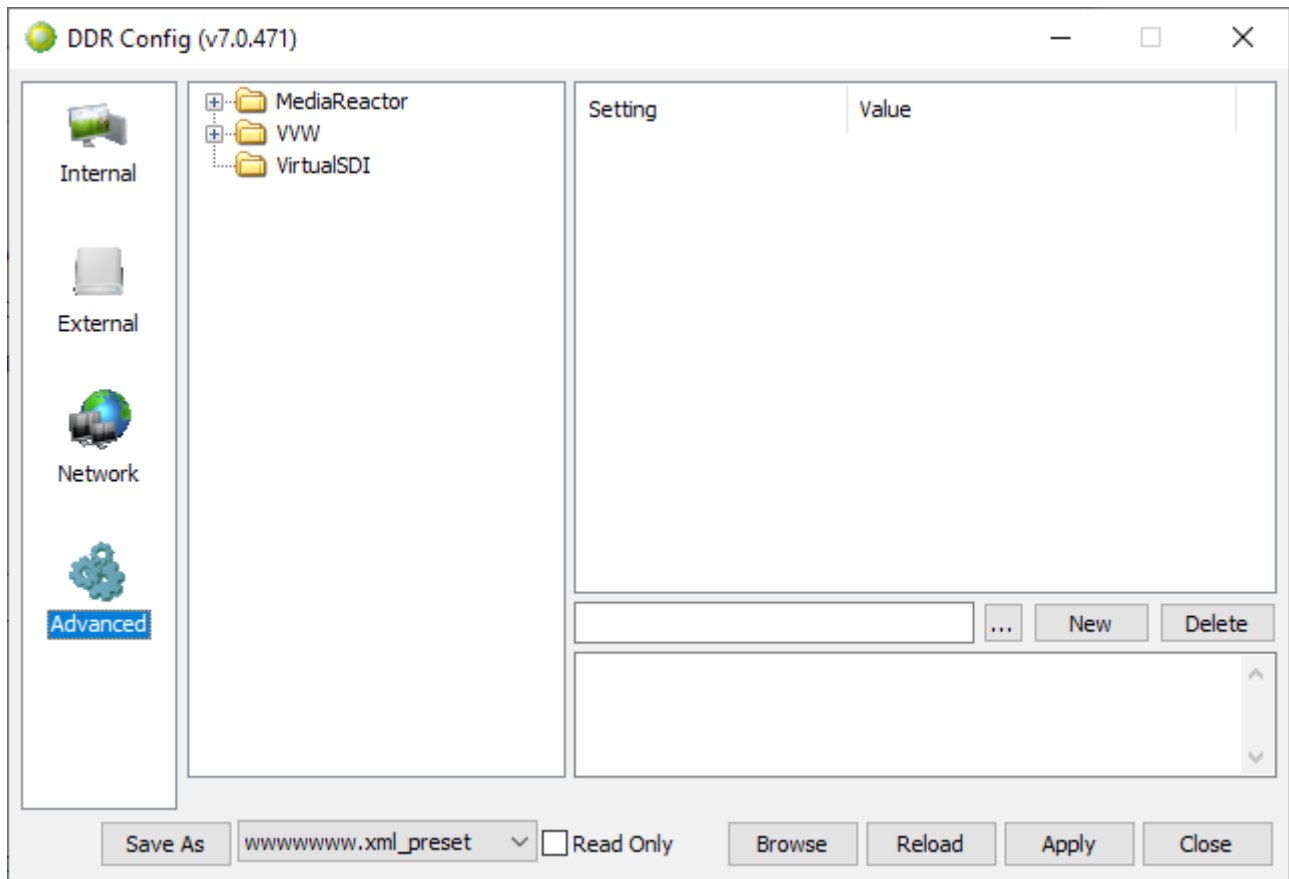 DDR Config (v7.0.471)
Internal
External
Network
Advanced
MediaReactor
VVW
VirtualSDI
Setting Value
... New Delete
Save As wwwwwww.xml_preset Read Only Browse Reload Apply Close